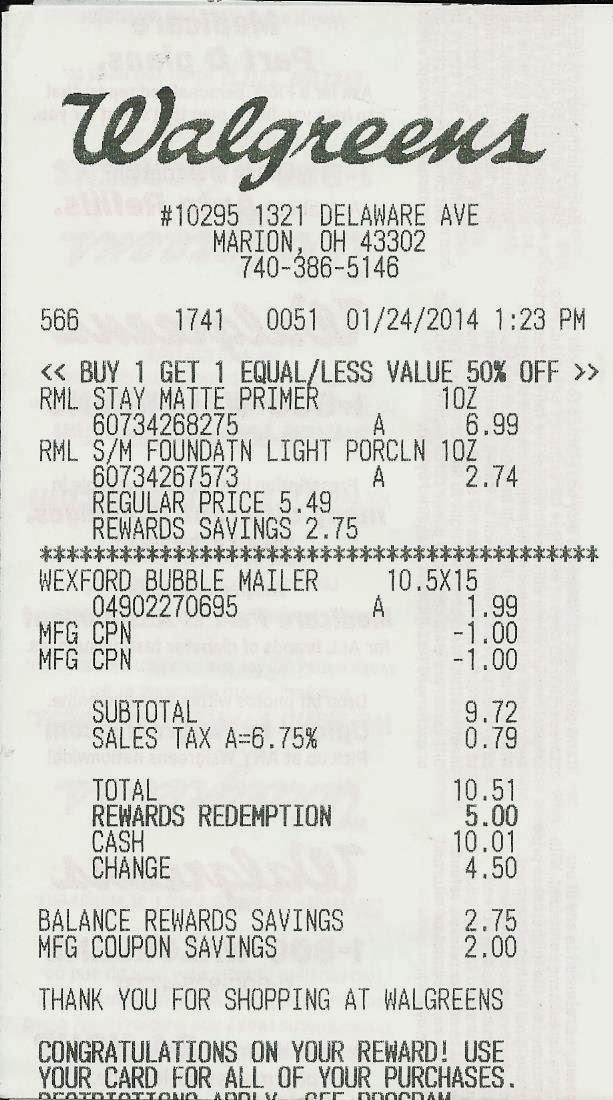 Walgreens
#10295 1321 DELAWARE AVE
MARION, OH 43302
740-386-5146
566 1741 0051 01/24/2014 1:23 PM
<< BUY 1 GET 1 EQUAL/LESS VALUE 50% OFF >>
RML STAY MATTE PRIMER 1OZ
60734268275 A 6.99
RML S/M FOUNDATN LIGHT PORCLN 1OZ
60734267573 A 2.74
REGULAR PRICE 5.49
REWARDS SAVINGS 2.75
******************************************
WEXFORD BUBBLE MAILER 10.5X15
04902270695 A 1.99
MFG CPN -1.00
MFG CPN -1.00
SUBTOTAL 9.72
SALES TAX A=6.75% 0.79
TOTAL 10.51
REWARDS REDEMPTION 5.00
CASH 10.01
CHANGE 4.50
BALANCE REWARDS SAVINGS 2.75
MFG COUPON SAVINGS 2.00
THANK YOU FOR SHOPPING AT WALGREENS
CONGRATULATIONS ON YOUR REWARD! USE
YOUR CARD FOR ALL OF YOUR PURCHASES.
RESTRICTIONS APPLY. SEE PROGRAM